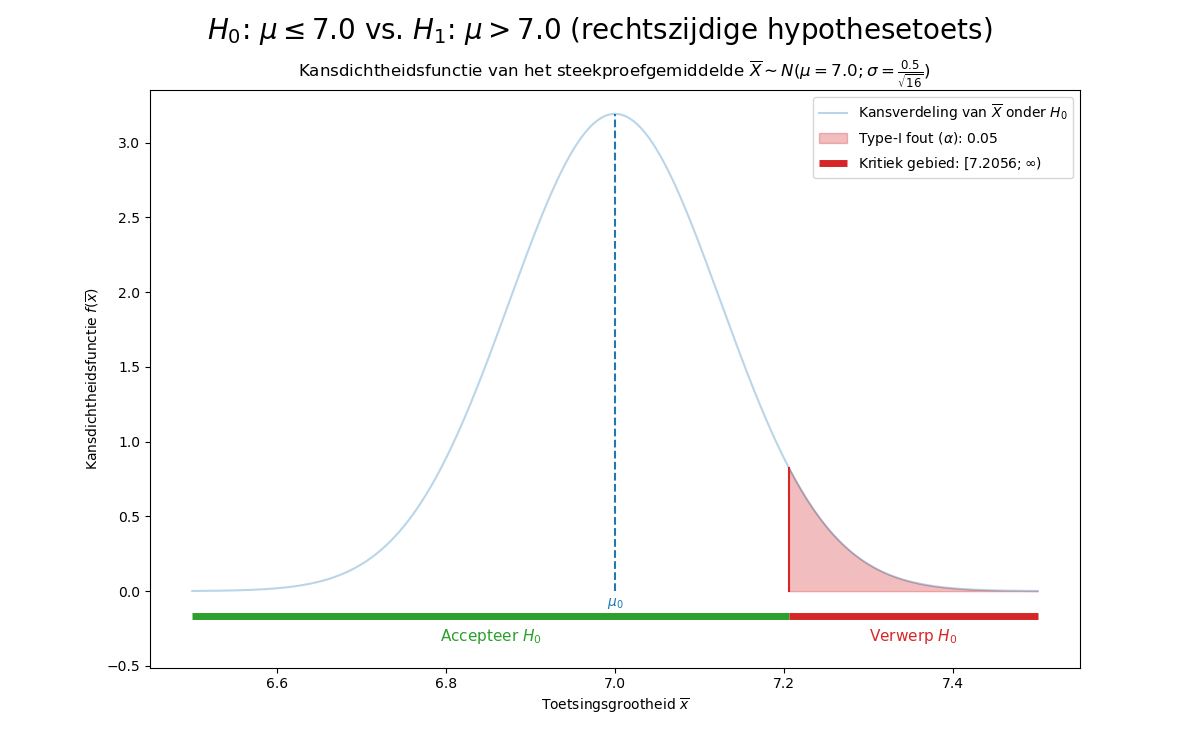 H₀: μ ≤ 7.0 vs. H₁: μ > 7.0 (rechtszijdige hypothesetoets)
Kansdichtheidsfunctie van het steekproefgemiddelde X̅ ~ N(μ = 7.0; σ = 0.5/√16)
Kansverdeling van X̅ onder H₀
Type-I fout (α): 0.05
Kritiek gebied: [7.2056; ∞)
Kansdichtheidsfunctie f(x̅)
3.0
2.5
2.0
1.5
1.0
0.5
0.0
−0.5
μ₀
Accepteer H₀
Verwerp H₀
6.6
6.8
7.0
7.2
7.4
Toetsingsgrootheid x̅